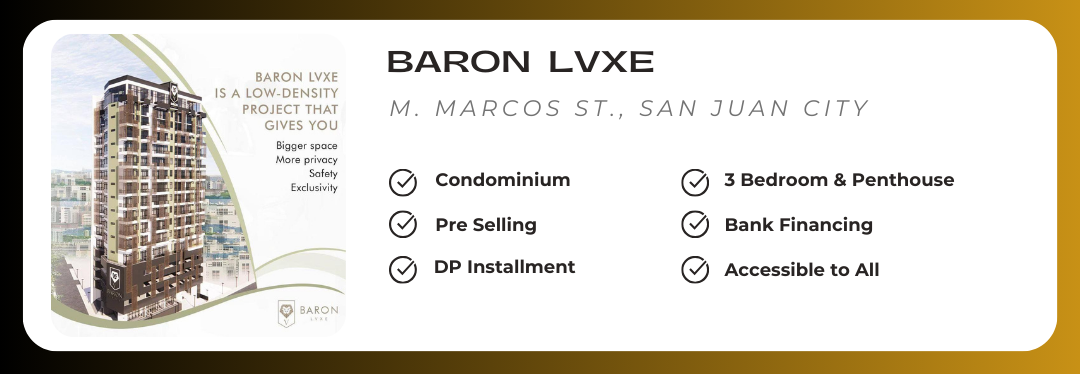 BARON LVXE
IS A LOW-DENSITY
PROJECT THAT
GIVES YOU
Bigger space
More privacy
Safety
Exclusivity
BARON
LVXE
BARON LVXE
M. MARCOS ST., SAN JUAN CITY
Condominium
Pre Selling
DP Installment
3 Bedroom & Penthouse
Bank Financing
Accessible to All